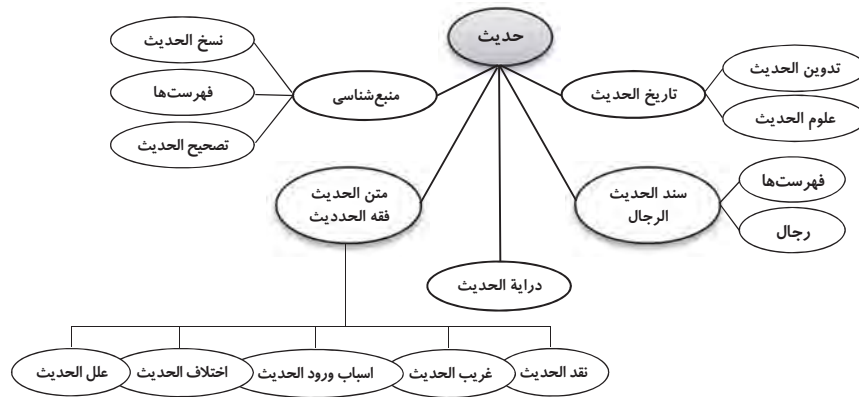 حدیث
تاریخ الحدیث
تدوین الحدیث
علوم الحدیث
سند الحدیث
الرجال
فهرست‌ها
رجال
درایة الحدیث
متن الحدیث
فقه الحددیث
نقد الحدیث
غریب الحدیث
اسباب ورود الحدیث
اختلاف الحدیث
علل الحدیث
منبع‌شناسی
نسخ الحدیث
فهرست‌ها
تصحیح الحدیث